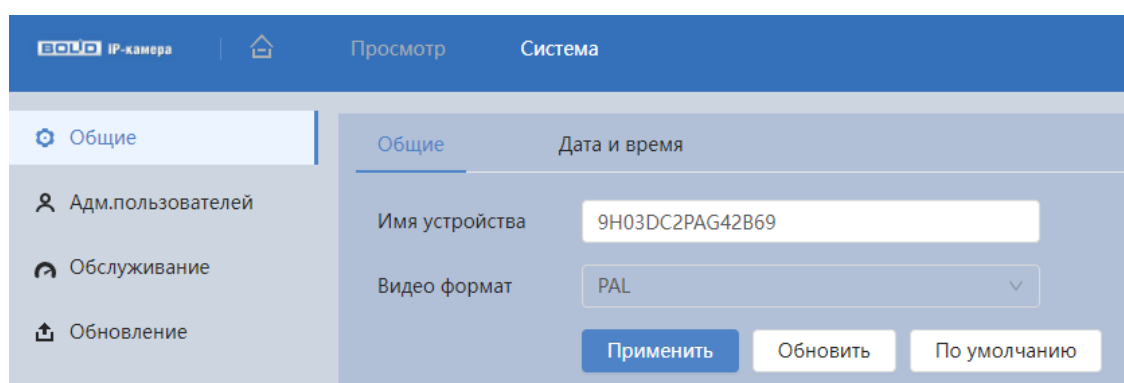 BOLID IP-камера Просмотр Система
Общие
Адм.пользователей
Обслуживание
Обновление
Общие Дата и время
Имя устройства 9H03DC2PAG42B69
Видео формат PAL
Применить Обновить По умолчанию